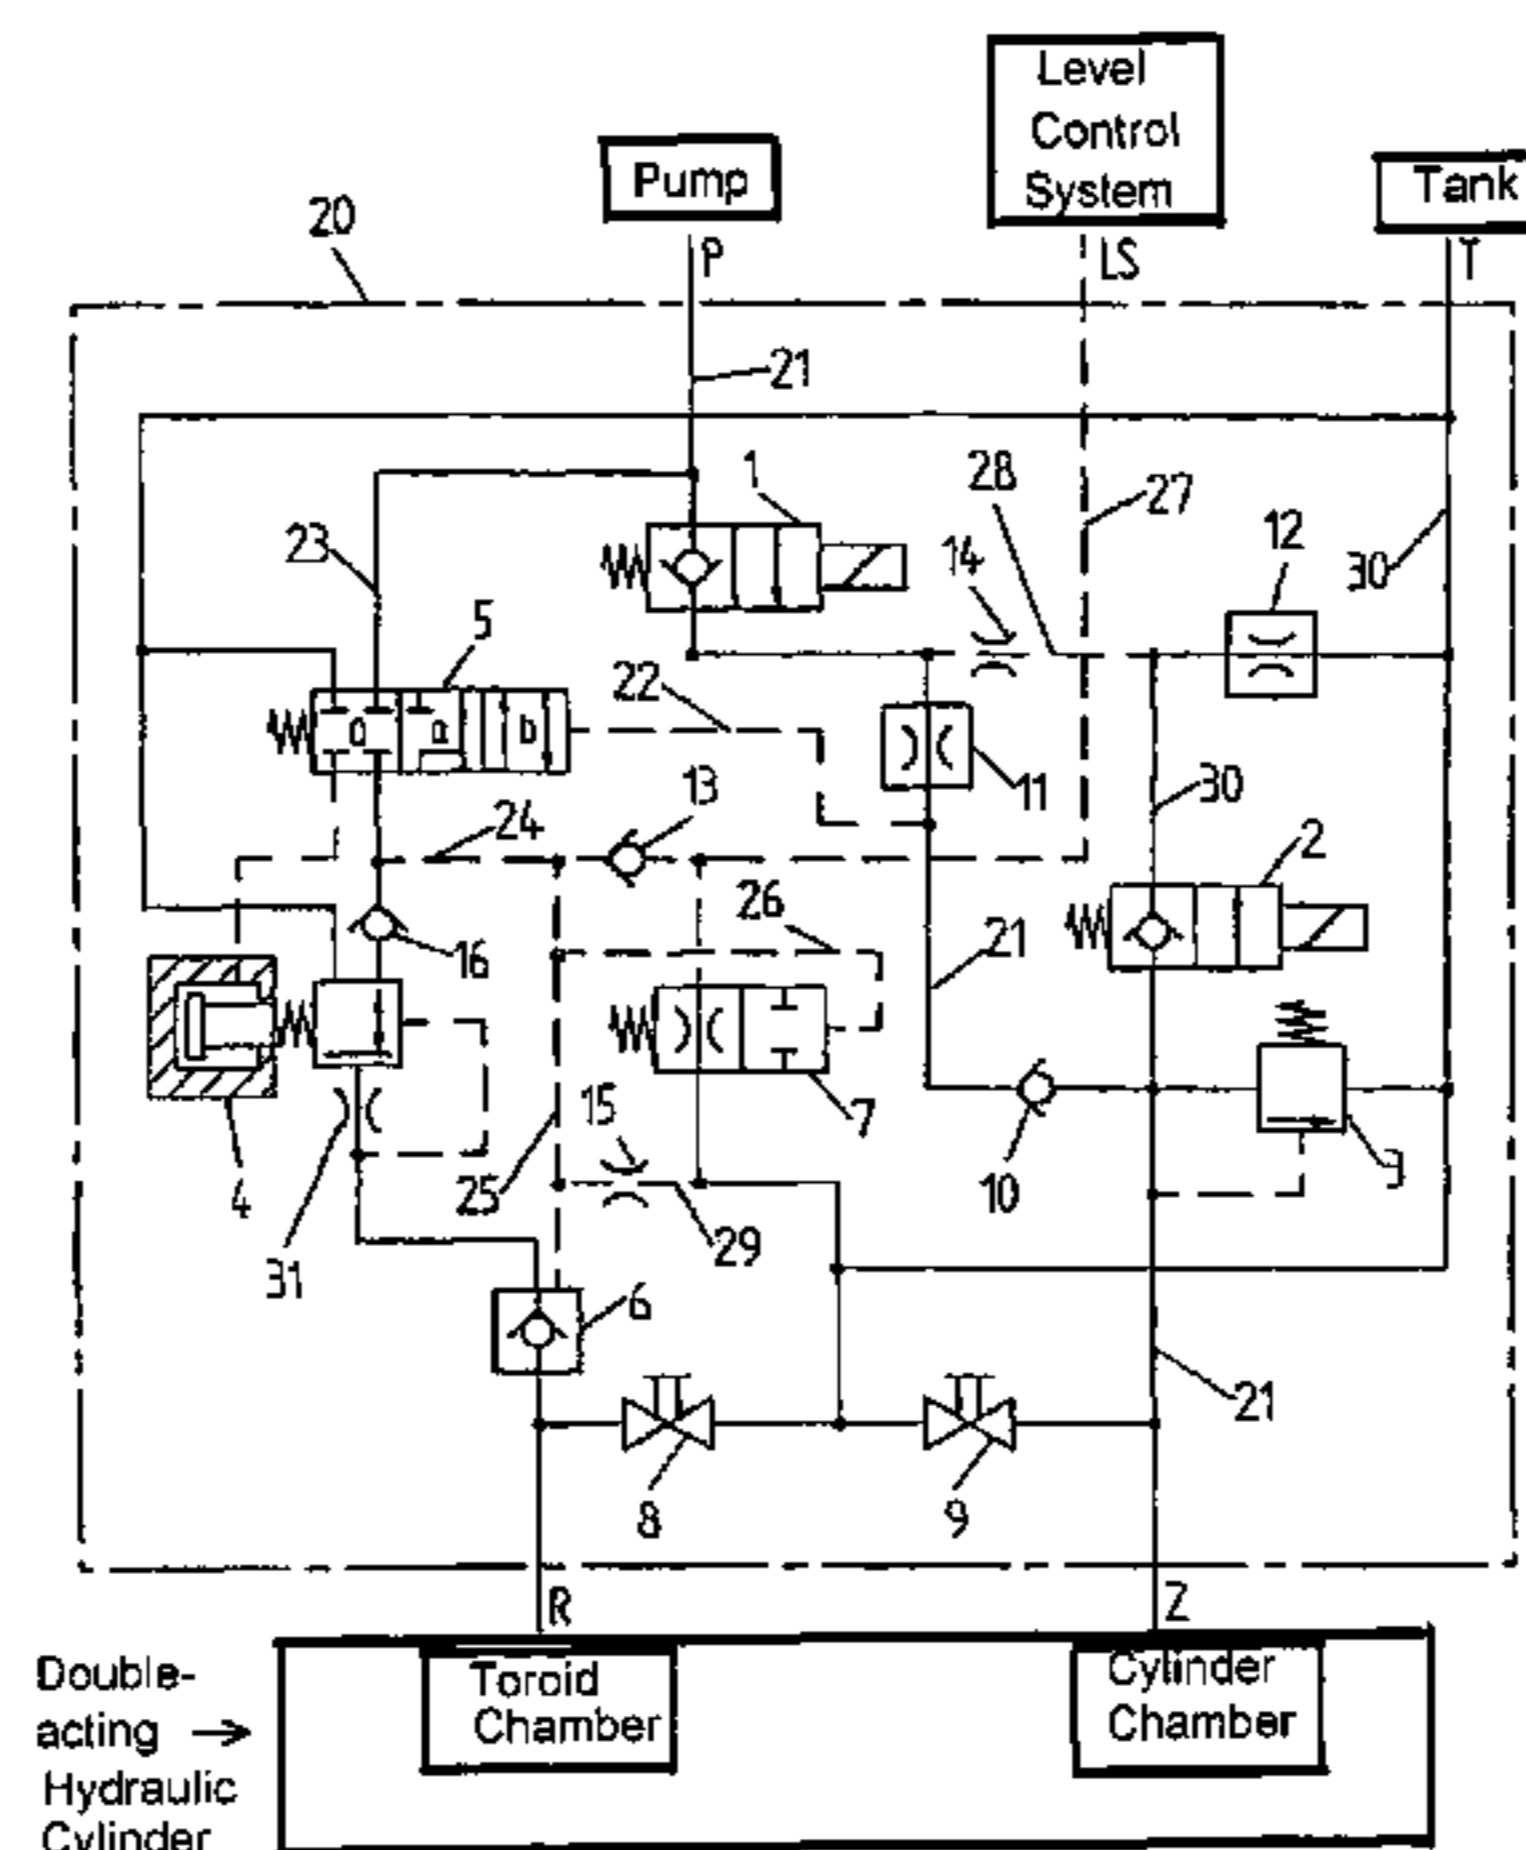 Level
Control
System
Pump
Tank
20
P
LS
T
21
1
28
27
23
14
12
30
5
22
0
a
b
13
11
30
24
2
26
16
21
15
7
4
25
10
3
31
29
6
21
8
9
R
Z
Double-
acting
Hydraulic
Cylinder
Toroid
Chamber
Cylinder
Chamber